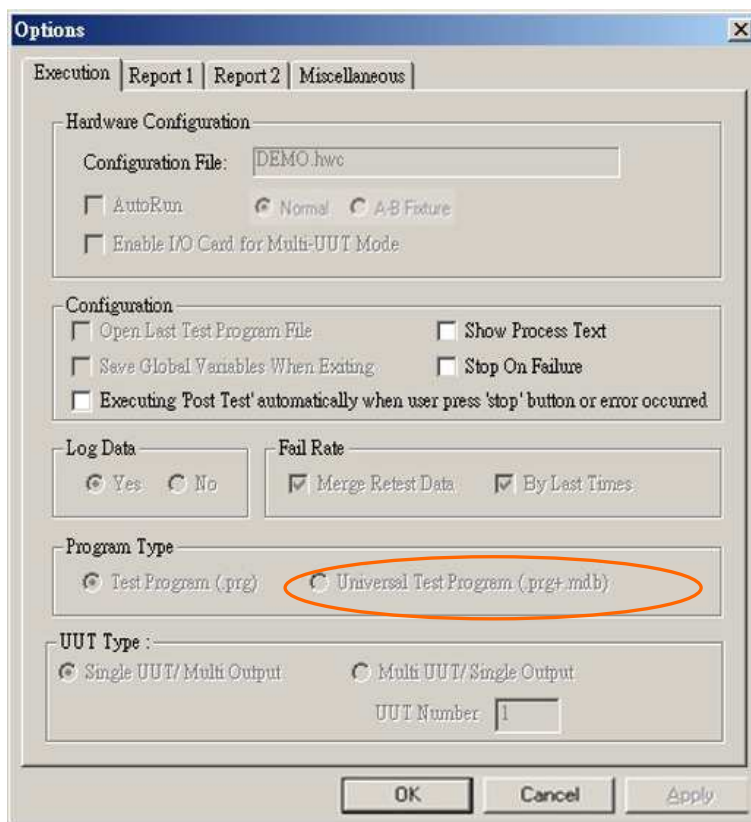 Options
Execution Report 1 Report 2 Miscellaneous
Hardware Configuration
Configuration File: DEMO.hwc
AutoRun Normal A-B Fixture
Enable I/O Card for Multi-UUT Mode
Configuration
Open Last Test Program File Show Process Text
Save Global Variables When Exiting Stop On Failure
Executing 'Post Test' automatically when user press 'stop' button or error occurred
Log Data Fail Rate
Yes No Merge Retest Data By Last Times
Program Type
Test Program (.prg) Universal Test Program (.prg+.mdb)
UUT Type :
Single UUT/ Multi Output Multi UUT/ Single Output
UUT Number 1
OK Cancel Apply